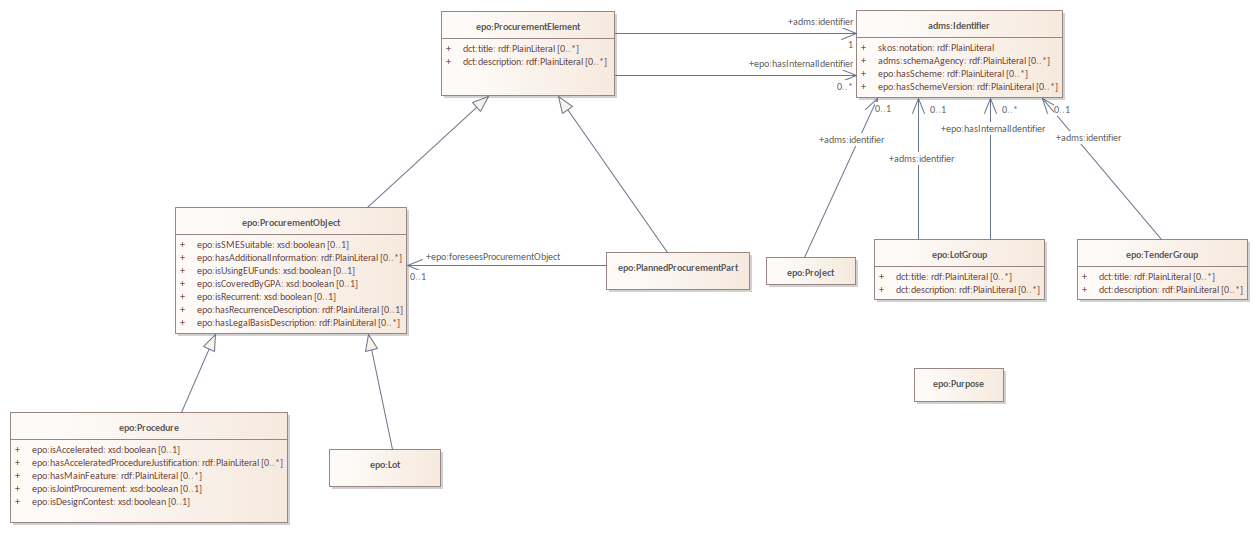 epo:ProcurementElement
+ dct:title: rdf:PlainLiteral [0..*]
+ dct:description: rdf:PlainLiteral [0..*]
+adms:identifier
1
+epo:hasInternalIdentifier
0..*
adms:Identifier
+ skos:notation: rdf:PlainLiteral
+ adms:schemaAgency: rdf:PlainLiteral [0..*]
+ epo:hasScheme: rdf:PlainLiteral [0..*]
+ epo:hasSchemeVersion: rdf:PlainLiteral [0..*]
0..1
0..1
0..*
0..1
+adms:identifier
+adms:identifier
+epo:hasInternalIdentifier
+adms:identifier
epo:ProcurementObject
+ epo:isSMESuitable: xsd:boolean [0..1]
+ epo:hasAdditionalInformation: rdf:PlainLiteral [0..*]
+ epo:isUsingEUFunds: xsd:boolean [0..1]
+ epo:isCoveredByGPA: xsd:boolean [0..1]
+ epo:isRecurrent: xsd:boolean [0..1]
+ epo:hasRecurrenceDescription: rdf:PlainLiteral [0..1]
+ epo:hasLegalBasisDescription: rdf:PlainLiteral [0..*]
+epo:foreseesProcurementObject
0..1
epo:PlannedProcurementPart
epo:Project
epo:LotGroup
+ dct:title: rdf:PlainLiteral [0..*]
+ dct:description: rdf:PlainLiteral [0..*]
epo:TenderGroup
+ dct:title: rdf:PlainLiteral [0..*]
+ dct:description: rdf:PlainLiteral [0..*]
epo:Purpose
epo:Procedure
+ epo:isAccelerated: xsd:boolean [0..1]
+ epo:hasAcceleratedProcedureJustification: rdf:PlainLiteral [0..*]
+ epo:hasMainFeature: rdf:PlainLiteral [0..*]
+ epo:isJointProcurement: xsd:boolean [0..1]
+ epo:isDesignContest: xsd:boolean [0..1]
epo:Lot